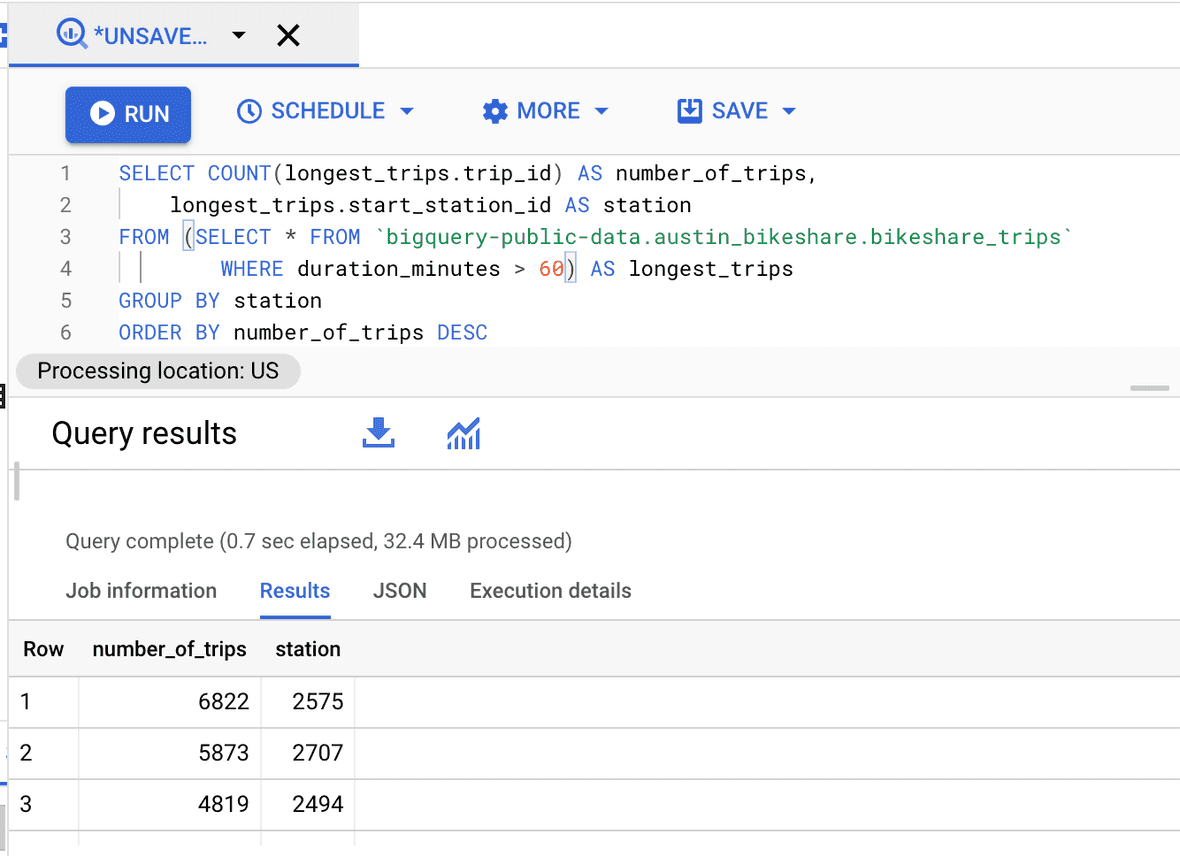 *UNSAVE...
RUN SCHEDULE MORE SAVE
1 SELECT COUNT(longest_trips.trip_id) AS number_of_trips,
2 longest_trips.start_station_id AS station
3 FROM (SELECT * FROM `bigquery-public-data.austin_bikeshare.bikeshare_trips`
4 WHERE duration_minutes > 60) AS longest_trips
5 GROUP BY station
6 ORDER BY number_of_trips DESC
Processing location: US
Query results
Query complete (0.7 sec elapsed, 32.4 MB processed)
Job information Results JSON Execution details
Row number_of_trips station
1 6822 2575
2 5873 2707
3 4819 2494